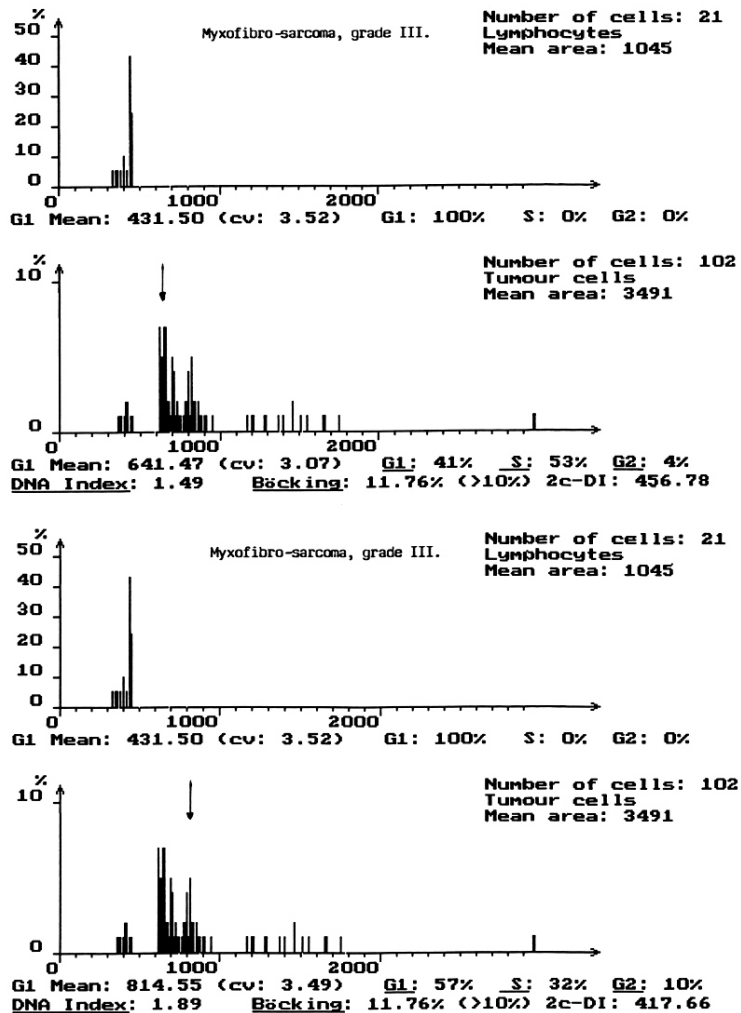 %
50
40
30
20
10
0
Myxofibro-sarcoma, grade III.
Number of cells: 21
Lymphocytes
Mean area: 1045
0 1000 2000
G1 Mean: 431.50 (cv: 3.52) G1: 100% S: 0% G2: 0%
%
10
0
Number of cells: 102
Tumour cells
Mean area: 3491
0 1000 2000
G1 Mean: 641.47 (cv: 3.07) G1: 41% S: 53% G2: 4%
DNA Index: 1.49 Böcking: 11.76% (>10%) 2c-DI: 456.78
%
50
40
30
20
10
0
Myxofibro-sarcoma, grade III.
Number of cells: 21
Lymphocytes
Mean area: 1045
0 1000 2000
G1 Mean: 431.50 (cv: 3.52) G1: 100% S: 0% G2: 0%
%
10
0
Number of cells: 102
Tumour cells
Mean area: 3491
0 1000 2000
G1 Mean: 814.55 (cv: 3.49) G1: 57% S: 32% G2: 10%
DNA Index: 1.89 Böcking: 11.76% (>10%) 2c-DI: 417.66